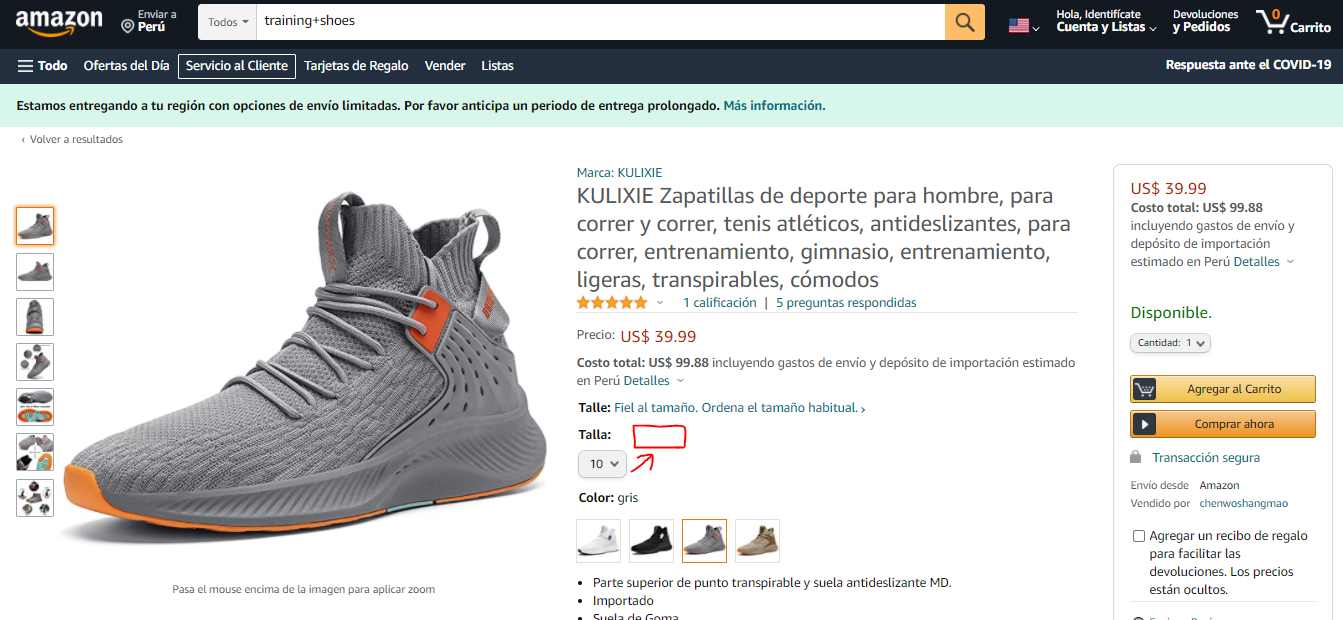 amazon
Enviar a
Perú
Todos
training+shoes
Hola, Identifícate
Cuenta y Listas
Devoluciones
y Pedidos
0
Carrito
Todo
Ofertas del Día
Servicio al Cliente
Tarjetas de Regalo
Vender
Listas
Respuesta ante el COVID-19
Estamos entregando a tu región con opciones de envío limitadas. Por favor anticipa un periodo de entrega prolongado. Más información.
‹ Volver a resultados
Marca: KULIXIE
KULIXIE Zapatillas de deporte para hombre, para
correr y correr, tenis atléticos, antideslizantes, para
correr, entrenamiento, gimnasio, entrenamiento,
ligeras, transpirables, cómodos
1 calificación | 5 preguntas respondidas
Precio: US$ 39.99
Costo total: US$ 99.88 incluyendo gastos de envío y depósito de importación estimado
en Perú Detalles
Talle: Fiel al tamaño. Ordena el tamaño habitual. ›
Talla:
10
Color: gris
Parte superior de punto transpirable y suela antideslizante MD.
Importado
Suela de Goma
Pasa el mouse encima de la imagen para aplicar zoom
US$ 39.99
Costo total: US$ 99.88
incluyendo gastos de envío y
depósito de importación
estimado en Perú Detalles
Disponible.
Cantidad: 1
Agregar al Carrito
Comprar ahora
Transacción segura
Envío desde Amazon
Vendido por chenwoshangmao
Agregar un recibo de regalo
para facilitar las
devoluciones. Los precios
están ocultos.